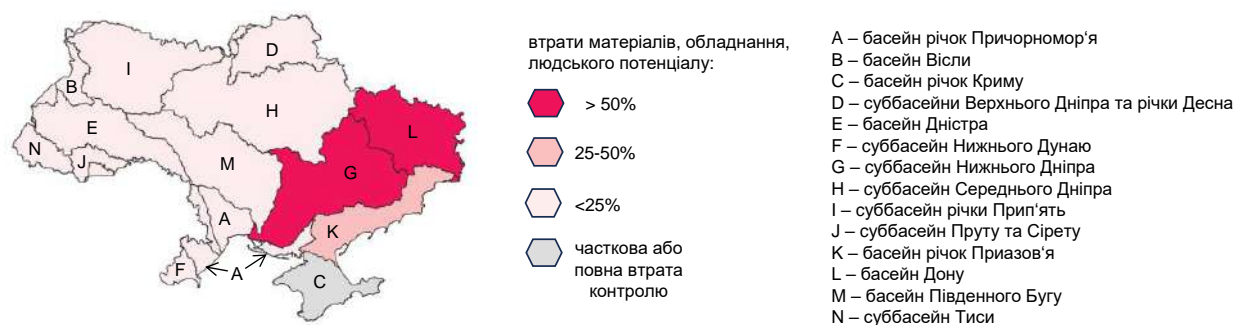 D
I
B
H
L
E
N
J
M
G
A
K
F
A
C
втрати матеріалів, обладнання,
людського потенціалу:
> 50%
25-50%
<25%
часткова або
повна втрата
контролю
A – басейн річок Причорномор‘я
B – басейн Вісли
C – басейн річок Криму
D – суббасейни Верхнього Дніпра та річки Десна
E – басейн Дністра
F – суббасейн Нижнього Дунаю
G – суббасейн Нижнього Дніпра
H – суббасейн Середнього Дніпра
I – суббасейн річки Прип‘ять
J – суббасейн Пруту та Сірету
K – басейн річок Приазов‘я
L – басейн Дону
M – басейн Південного Бугу
N – суббасейн Тиси